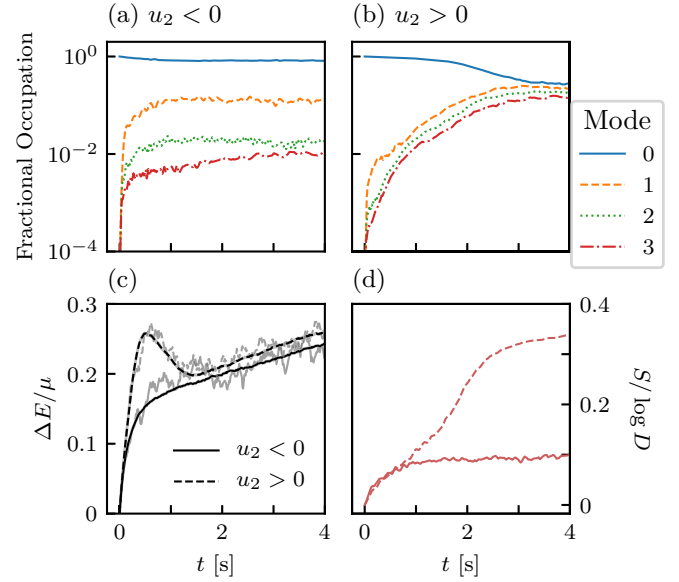 (a) u₂ < 0
(b) u₂ > 0
Fractional Occupation
10⁰
10⁻²
10⁻⁴
Mode
0
1
2
3
(c)
(d)
ΔE/μ
0.3
0.2
0.1
0
u₂ < 0
u₂ > 0
0 2 4
t [s]
0.4
0.2
0
S/ log D
0 2 4
t [s]